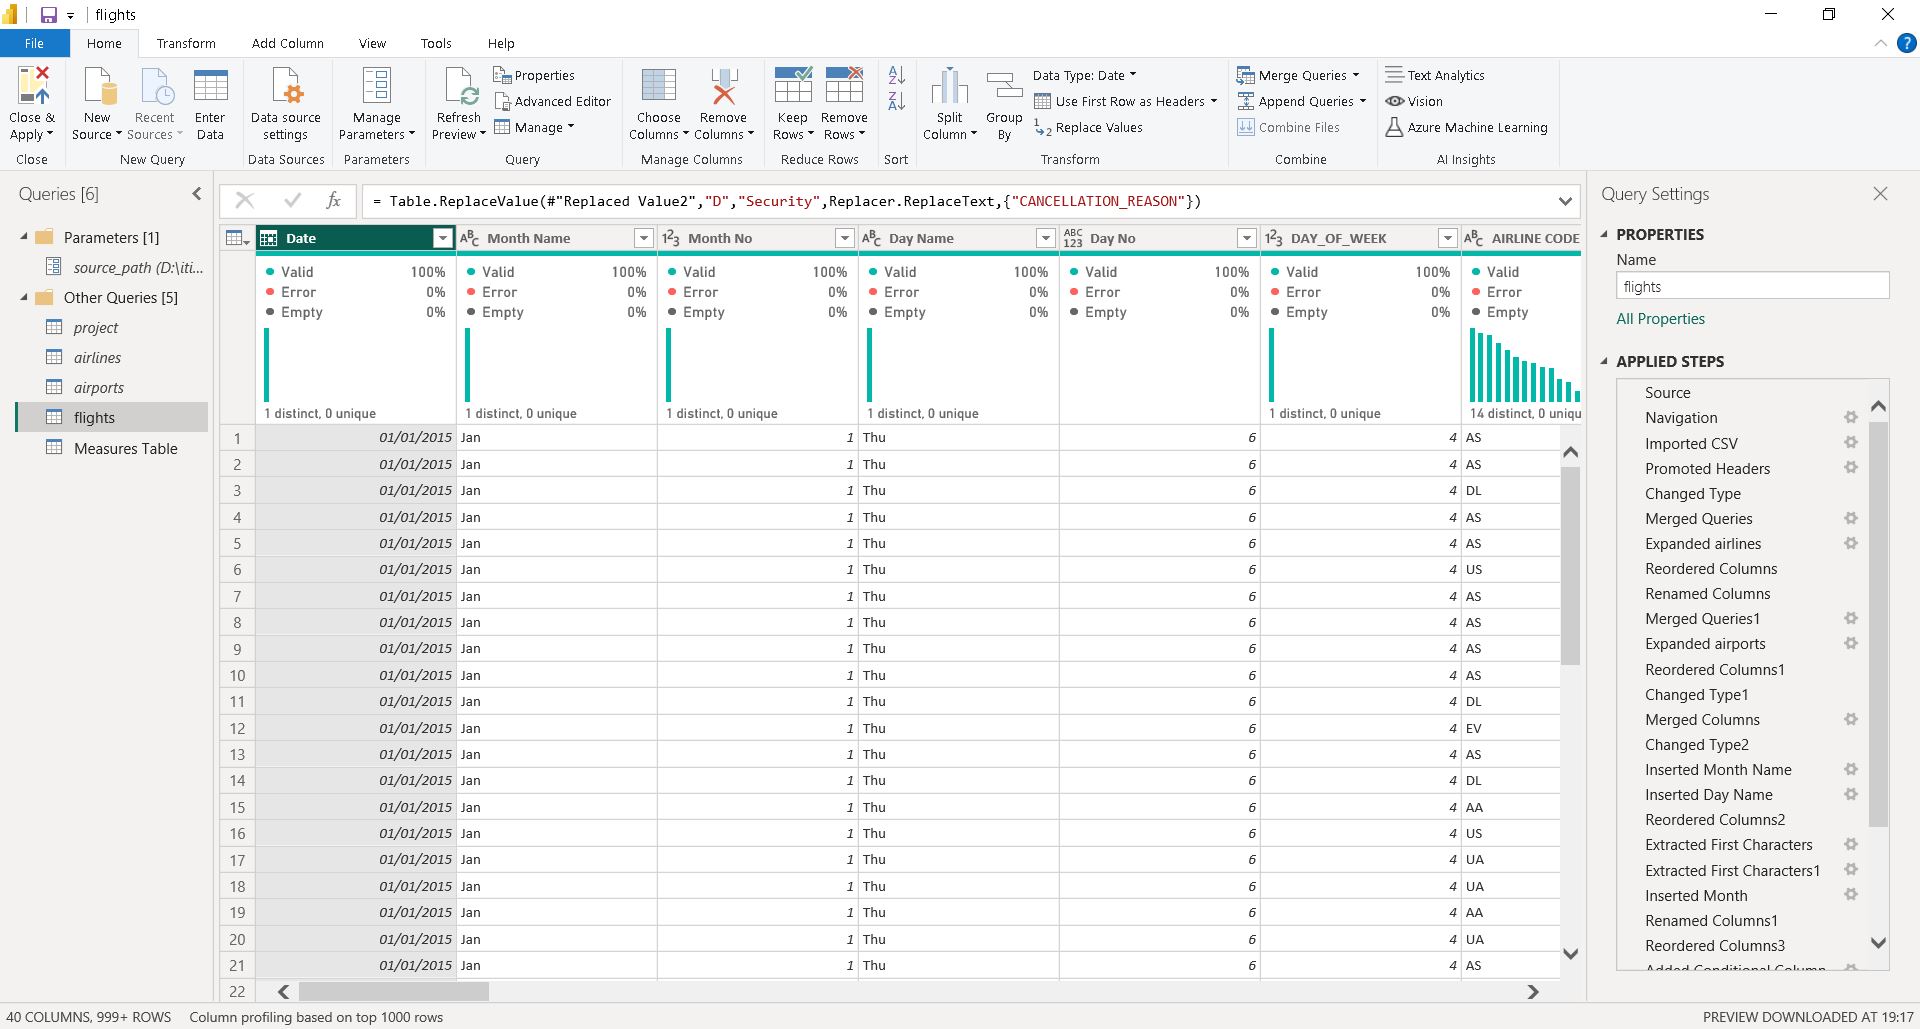 flights
File Home Transform Add Column View Tools Help
Close & Apply
New Source
Recent Sources
Enter Data
Data source settings
Manage Parameters
Refresh Preview
Properties
Advanced Editor
Manage
Choose Columns
Remove Columns
Keep Rows
Remove Rows
Split Column
Group By
Data Type: Date
Use First Row as Headers
Replace Values
Merge Queries
Append Queries
Combine Files
Text Analytics
Vision
Azure Machine Learning
Close New Query Data Sources Parameters Query Manage Columns Reduce Rows Sort Transform Combine AI Insights
Queries [6]
Parameters [1]
source_path (D:\iti...
Other Queries [5]
project
airlines
airports
flights
Measures Table
fx = Table.ReplaceValue(#"Replaced Value2","D","Security",Replacer.ReplaceText,{"CANCELLATION_REASON"})
Date ABC Month Name 123 Month No ABC Day Name ABC 123 Day No 123 DAY_OF_WEEK ABC AIRLINE CODE
Valid 100% Valid 100% Valid 100% Valid 100% Valid 100% Valid 100% Valid
Error 0% Error 0% Error 0% Error 0% Error 0% Error 0% Error
Empty 0% Empty 0% Empty 0% Empty 0% Empty 0% Empty 0% Empty
1 distinct, 0 unique 1 distinct, 0 unique 1 distinct, 0 unique 1 distinct, 0 unique 1 distinct, 0 unique 14 distinct, 0 uniqu
1 01/01/2015 Jan 1 Thu 6 4 AS
2 01/01/2015 Jan 1 Thu 6 4 AS
3 01/01/2015 Jan 1 Thu 6 4 DL
4 01/01/2015 Jan 1 Thu 6 4 AS
5 01/01/2015 Jan 1 Thu 6 4 AS
6 01/01/2015 Jan 1 Thu 6 4 US
7 01/01/2015 Jan 1 Thu 6 4 AS
8 01/01/2015 Jan 1 Thu 6 4 AS
9 01/01/2015 Jan 1 Thu 6 4 AS
10 01/01/2015 Jan 1 Thu 6 4 AS
11 01/01/2015 Jan 1 Thu 6 4 DL
12 01/01/2015 Jan 1 Thu 6 4 EV
13 01/01/2015 Jan 1 Thu 6 4 AS
14 01/01/2015 Jan 1 Thu 6 4 DL
15 01/01/2015 Jan 1 Thu 6 4 AA
16 01/01/2015 Jan 1 Thu 6 4 US
17 01/01/2015 Jan 1 Thu 6 4 UA
18 01/01/2015 Jan 1 Thu 6 4 UA
19 01/01/2015 Jan 1 Thu 6 4 AA
20 01/01/2015 Jan 1 Thu 6 4 UA
21 01/01/2015 Jan 1 Thu 6 4 AS
22
Query Settings
PROPERTIES
Name
flights
All Properties
APPLIED STEPS
Source
Navigation
Imported CSV
Promoted Headers
Changed Type
Merged Queries
Expanded airlines
Reordered Columns
Renamed Columns
Merged Queries1
Expanded airports
Reordered Columns1
Changed Type1
Merged Columns
Changed Type2
Inserted Month Name
Inserted Day Name
Reordered Columns2
Extracted First Characters
Extracted First Characters1
Inserted Month
Renamed Columns1
Reordered Columns3
Added Conditional Column
40 COLUMNS, 999+ ROWS Column profiling based on top 1000 rows PREVIEW DOWNLOADED AT 19:17